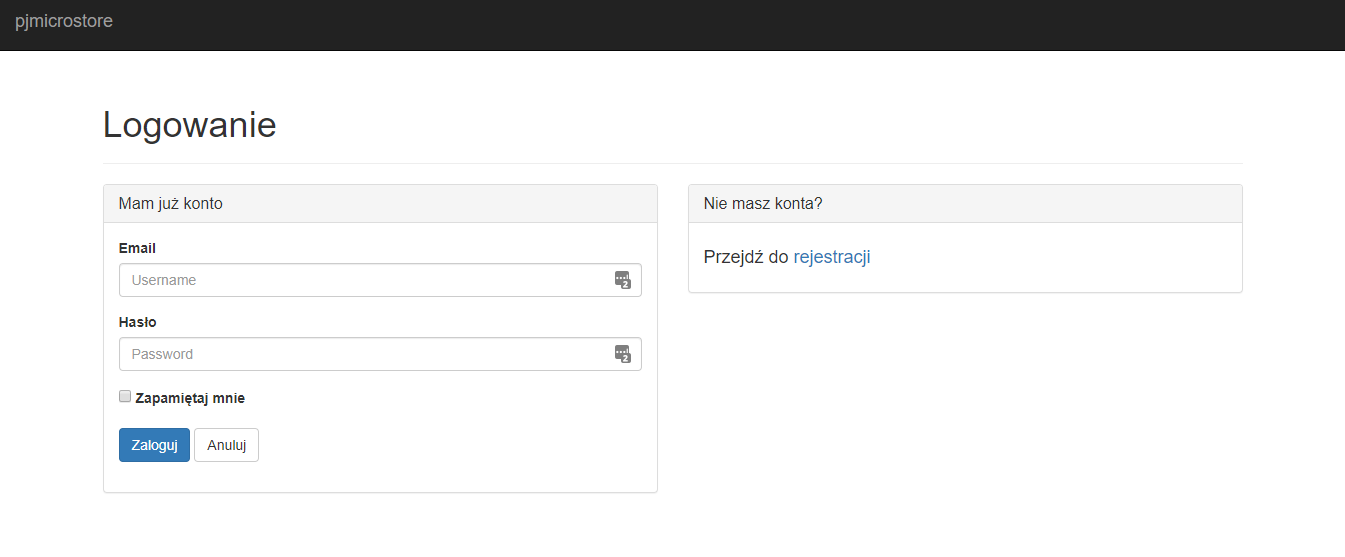 pjmicrostore
Logowanie
Mam już konto
Email
Username
Hasło
Password
Zapamiętaj mnie
Zaloguj Anuluj
Nie masz konta?
Przejdź do rejestracji